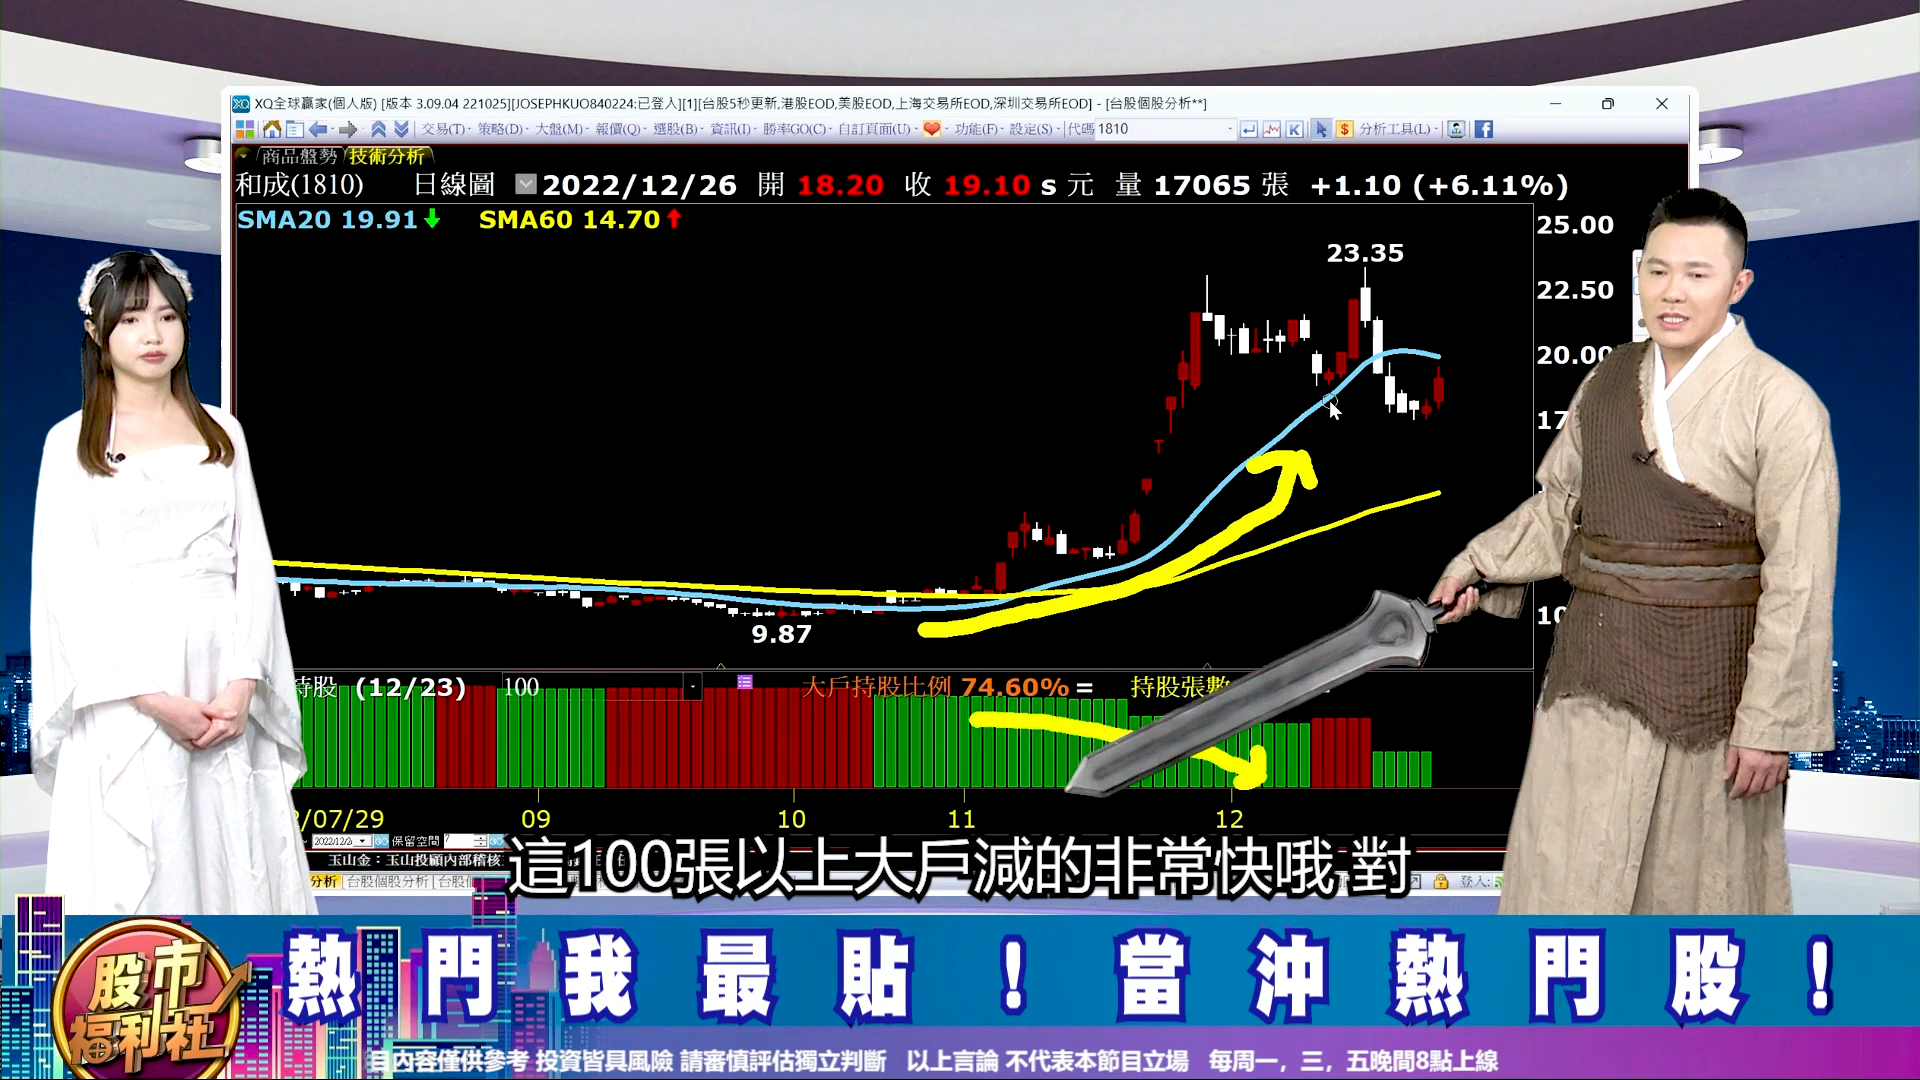 XQ全球贏家(個人版) [版本 3.09.04 221025][JOSEPHKUO840224:已登入][1][台股5秒更新,港股EOD,美股EOD,上海交易所EOD,深圳交易所EOD] - [台股個股分析**]
交易(T) 策略(D) 大盤(M) 報價(Q) 選股(B) 資訊(I) 勝率GO(C) 自訂頁面(U) 功能(F) 設定(S) 代碼 1810 分析工具(L)
商品盤勢 技術分析
和成(1810) 日線圖 2022/12/26 開 18.20 收 19.10 s 元 量 17065 張 +1.10 (+6.11%)
SMA20 19.91 SMA60 14.70
25.00
23.35
22.50
20.00
17
10
9.87
持股 (12/23) 100 大戶持股比例 74.60% = 持股張數
/07/29 09 10 11 12
保留空間
玉山金：玉山投顧內部稽核
分析 台股個股分析 台股個
登入:
這100張以上大戶減的非常快哦 對
股市福利社
熱門我最貼！當沖熱門股！
目內容僅供參考 投資皆具風險 請審慎評估獨立判斷 以上言論 不代表本節目立場 每周一，三，五晚間8點上線